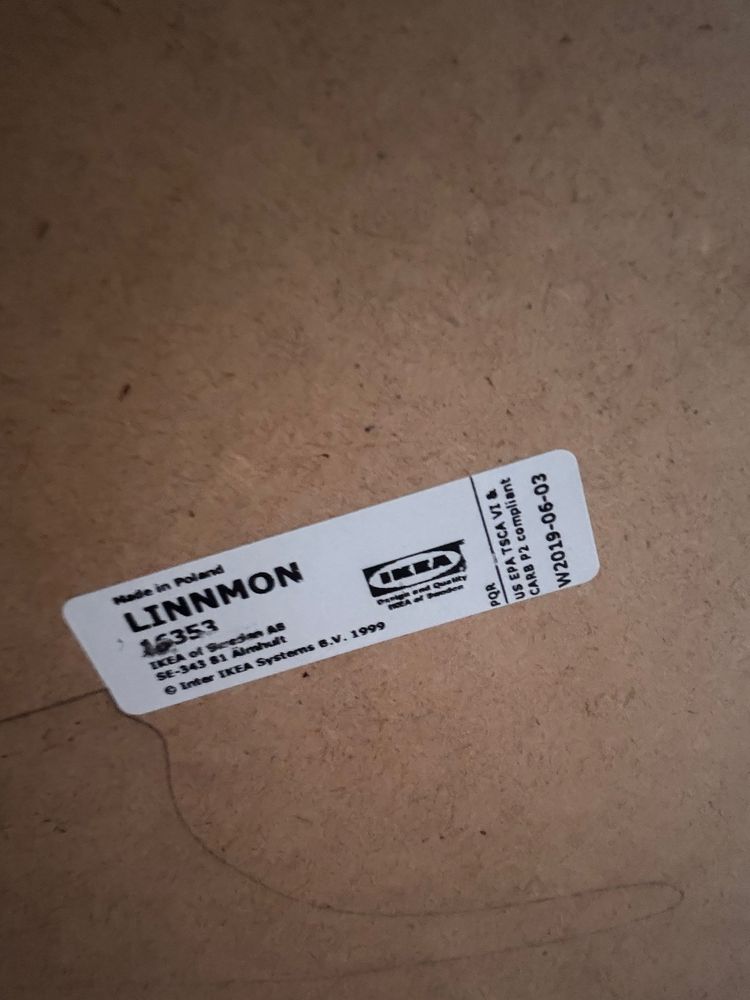 Made in Poland
LINNMON
16353
IKEA of Sweden AB
SE-343 81 Älmhult
© Inter IKEA Systems B.V. 1999
IKEA
Design and Quality
IKEA of Sweden
PQR
US EPA TSCA VI &
CARB P2 compliant
W2019-06-03